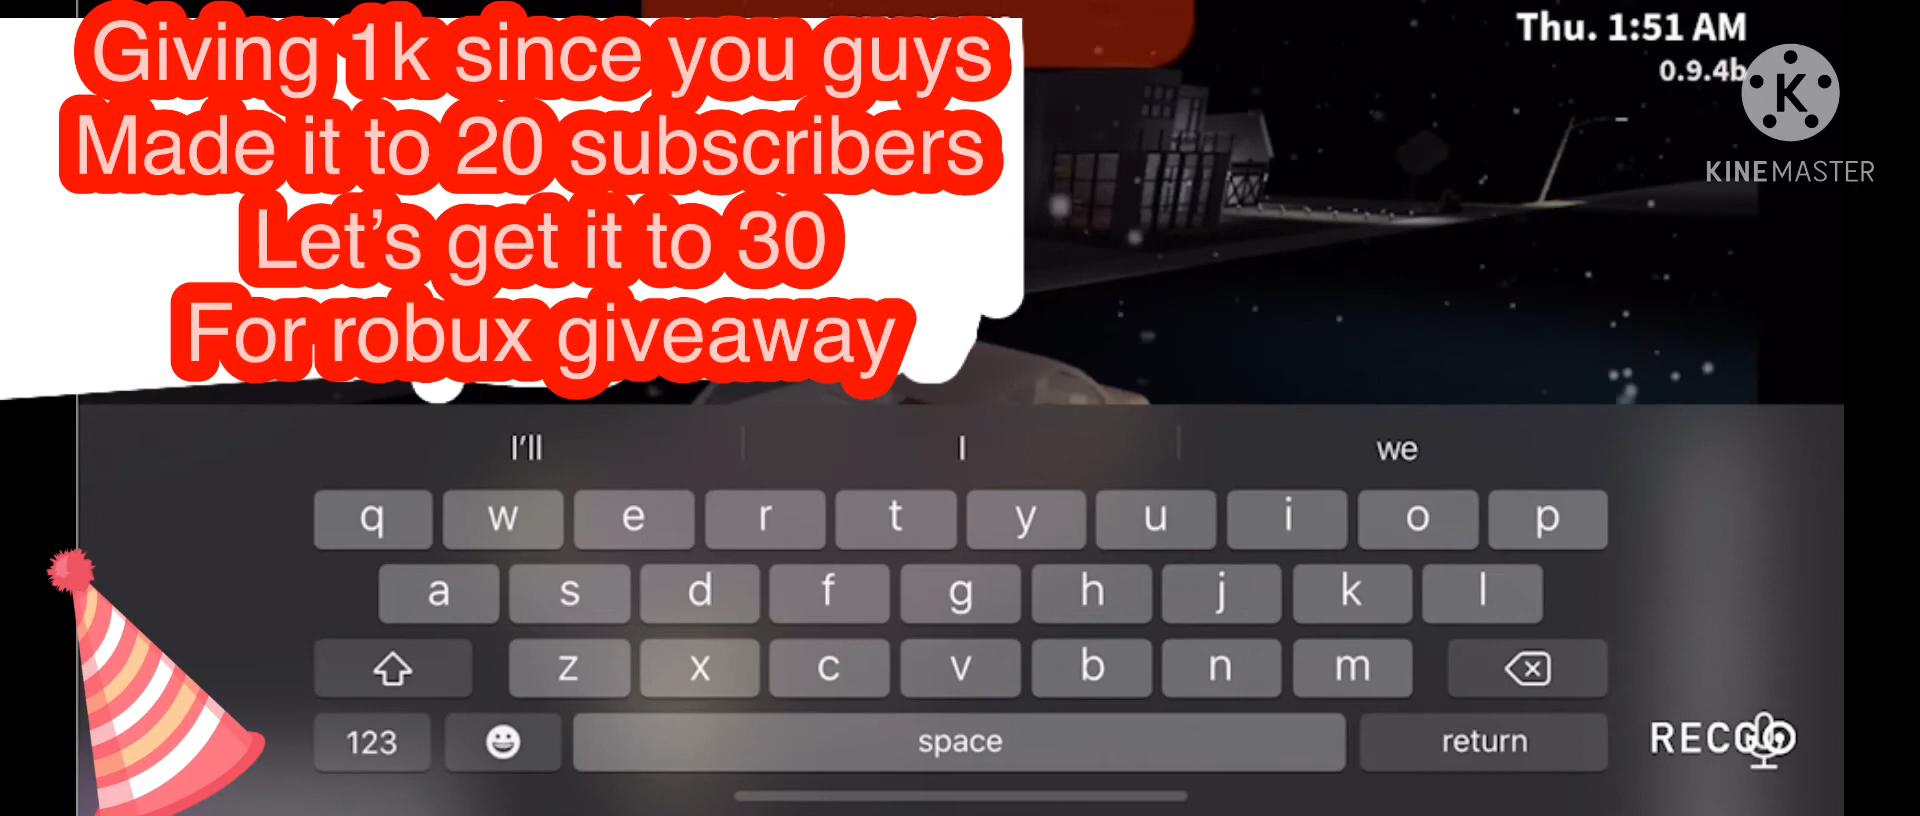 Giving 1k since you guys
Made it to 20 subscribers
Let's get it to 30
For robux giveaway
Thu. 1:51 AM
0.9.4b
K
KINEMASTER
I'll I we
q w e r t y u i o p
a s d f g h j k l
z x c v b n m
123 space return